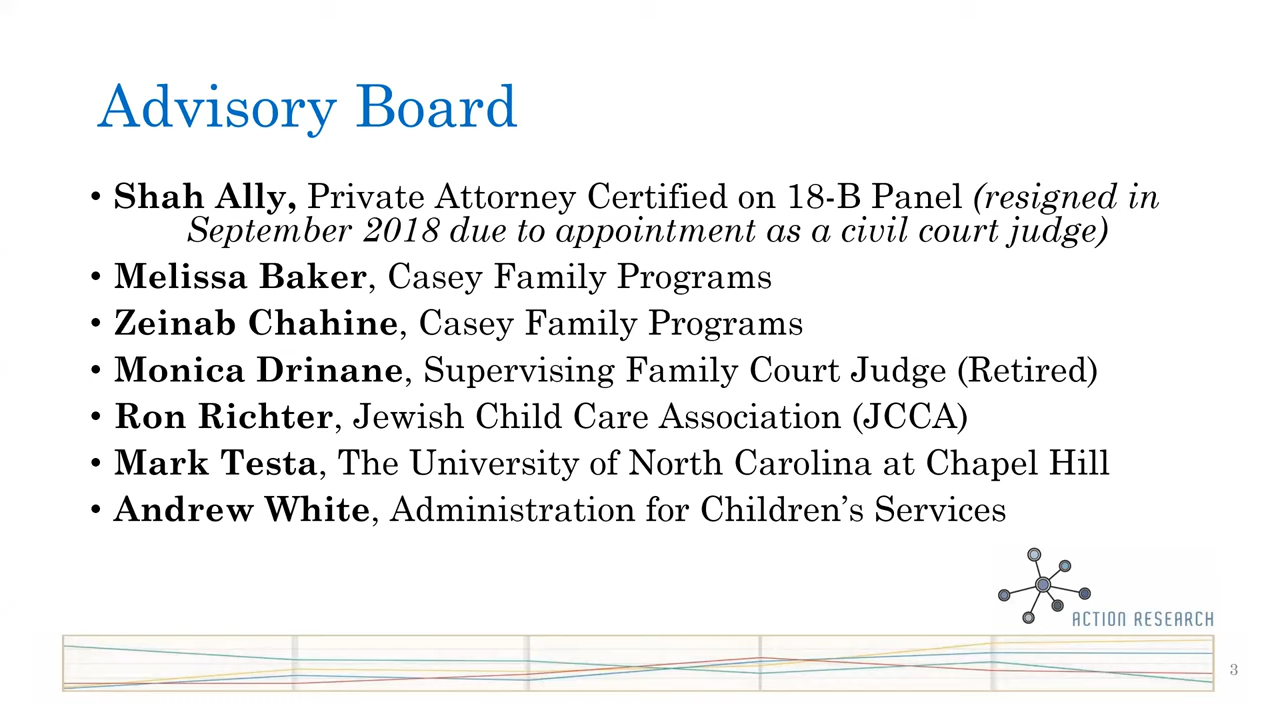 Advisory Board
• Shah Ally, Private Attorney Certified on 18-B Panel (resigned in
September 2018 due to appointment as a civil court judge)
• Melissa Baker, Casey Family Programs
• Zeinab Chahine, Casey Family Programs
• Monica Drinane, Supervising Family Court Judge (Retired)
• Ron Richter, Jewish Child Care Association (JCCA)
• Mark Testa, The University of North Carolina at Chapel Hill
• Andrew White, Administration for Children’s Services
ACTION RESEARCH
3